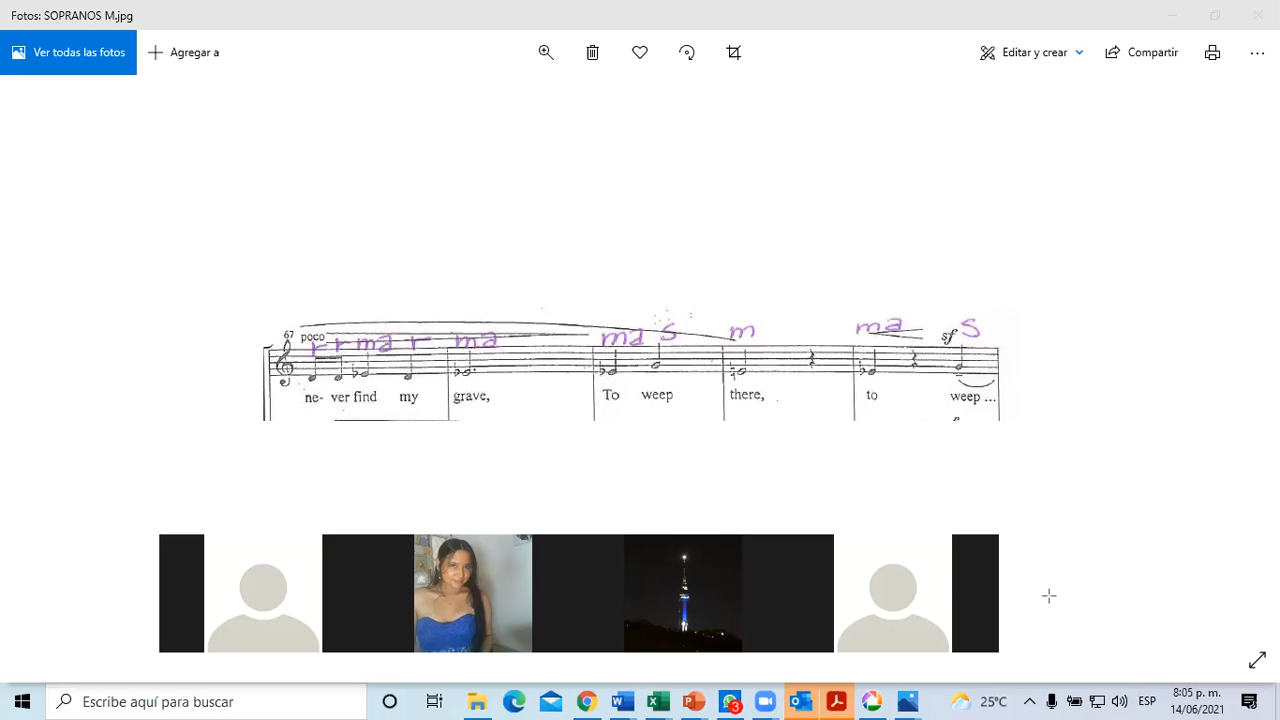 Fotos: SOPRANOS M.jpg
Ver todas las fotos
Agregar a
Editar y crear
Compartir
67
poco
r r ma r ma ma s m ma sf s
ne- ver find my grave, To weep there, to weep ...
Escribe aquí para buscar
3
25°C
ESP
8:05 p. m.
14/06/2021
3